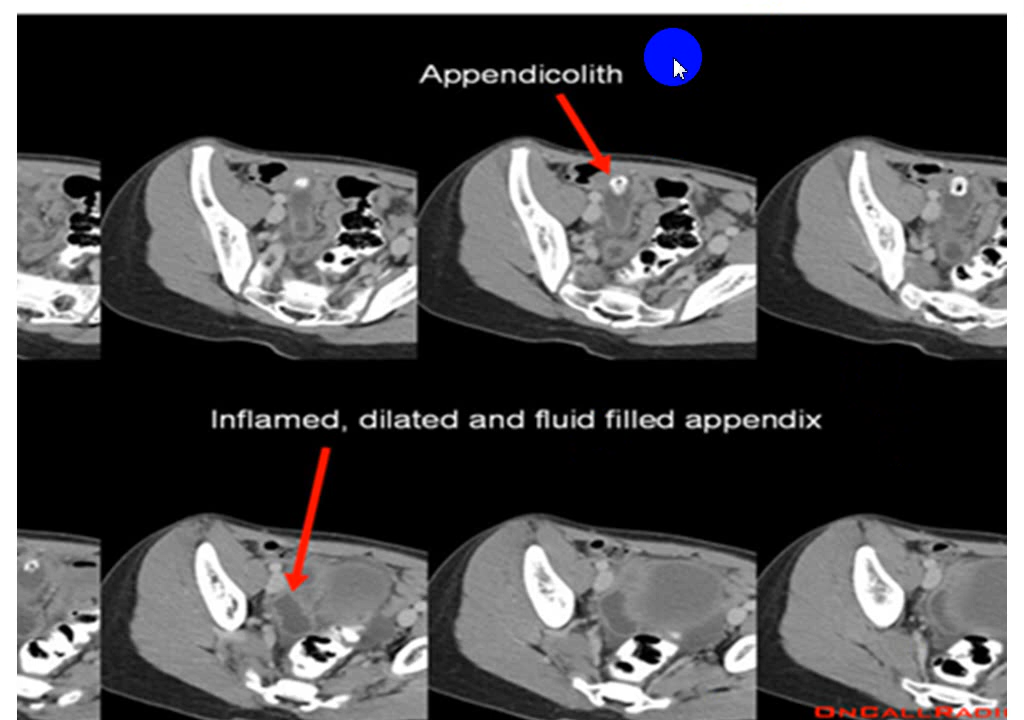 Appendicolith
Inflamed, dilated and fluid filled appendix